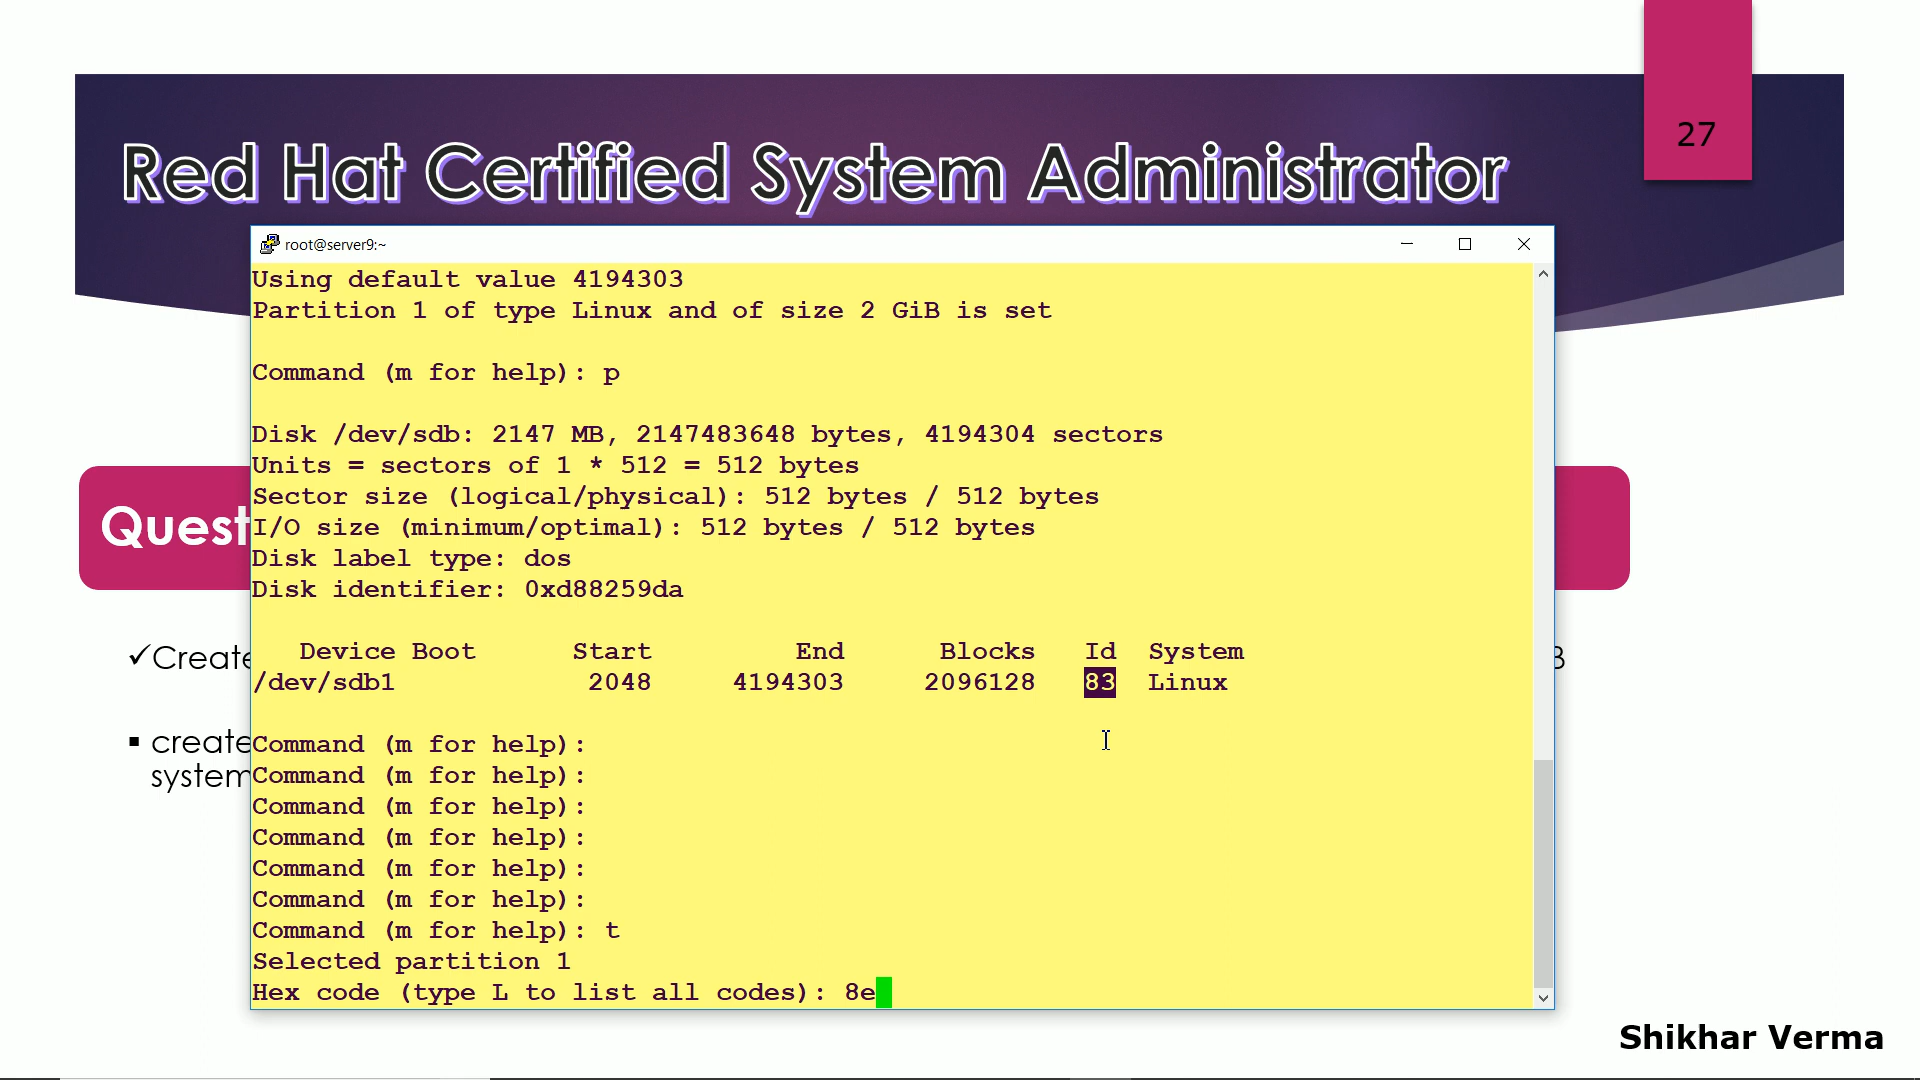 27
Red Hat Certified System Administrator
root@server9:~
Using default value 4194303
Partition 1 of type Linux and of size 2 GiB is set
Command (m for help): p
Disk /dev/sdb: 2147 MB, 2147483648 bytes, 4194304 sectors
Units = sectors of 1 * 512 = 512 bytes
Sector size (logical/physical): 512 bytes / 512 bytes
I/O size (minimum/optimal): 512 bytes / 512 bytes
Disk label type: dos
Disk identifier: 0xd88259da
Device Boot Start End Blocks Id System
/dev/sdb1 2048 4194303 2096128 83 Linux
Command (m for help):
Command (m for help):
Command (m for help):
Command (m for help):
Command (m for help):
Command (m for help):
Command (m for help): t
Selected partition 1
Hex code (type L to list all codes): 8e
Quest
✓Create
▪ create
system
Shikhar Verma